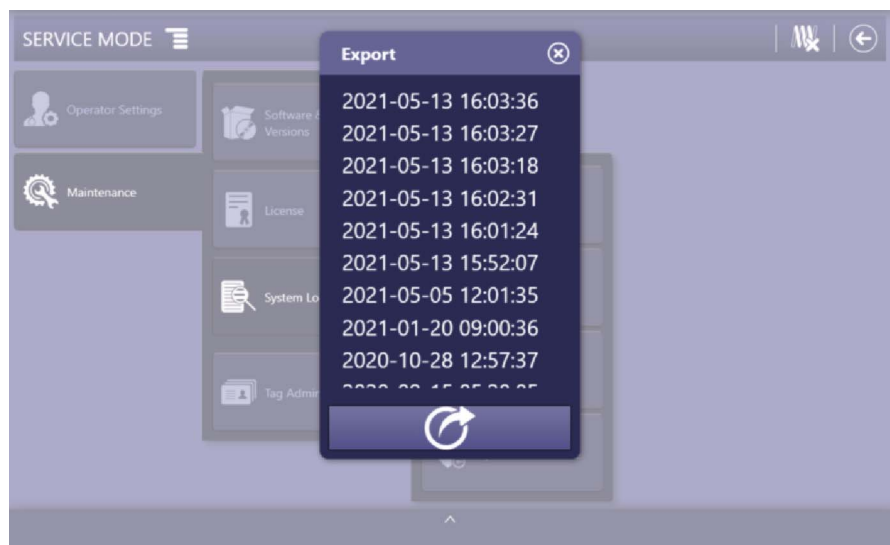 SERVICE MODE
Export
Operator Settings
Maintenance
Software &
Versions
License
System Lo
Tag Admin
2021-05-13 16:03:36
2021-05-13 16:03:27
2021-05-13 16:03:18
2021-05-13 16:02:31
2021-05-13 16:01:24
2021-05-13 15:52:07
2021-05-05 12:01:35
2021-01-20 09:00:36
2020-10-28 12:57:37